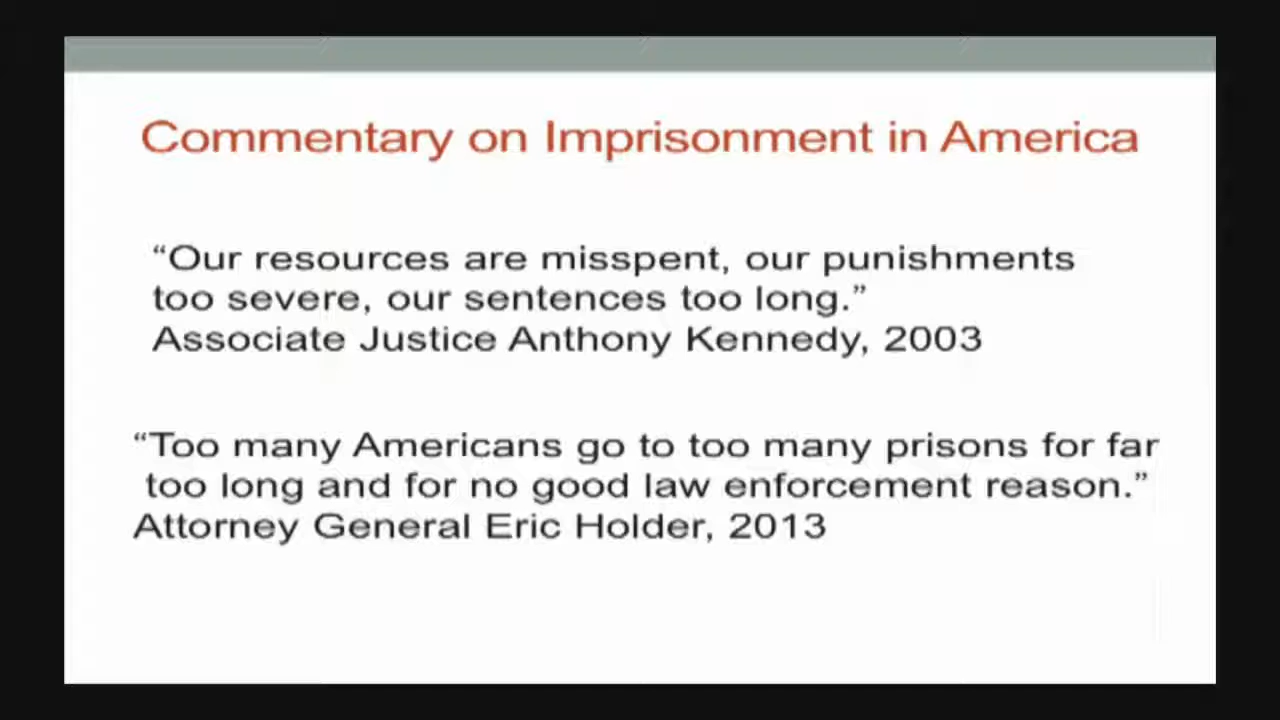 Commentary on Imprisonment in America
“Our resources are misspent, our punishments
too severe, our sentences too long.”
Associate Justice Anthony Kennedy, 2003
“Too many Americans go to too many prisons for far
too long and for no good law enforcement reason.”
Attorney General Eric Holder, 2013